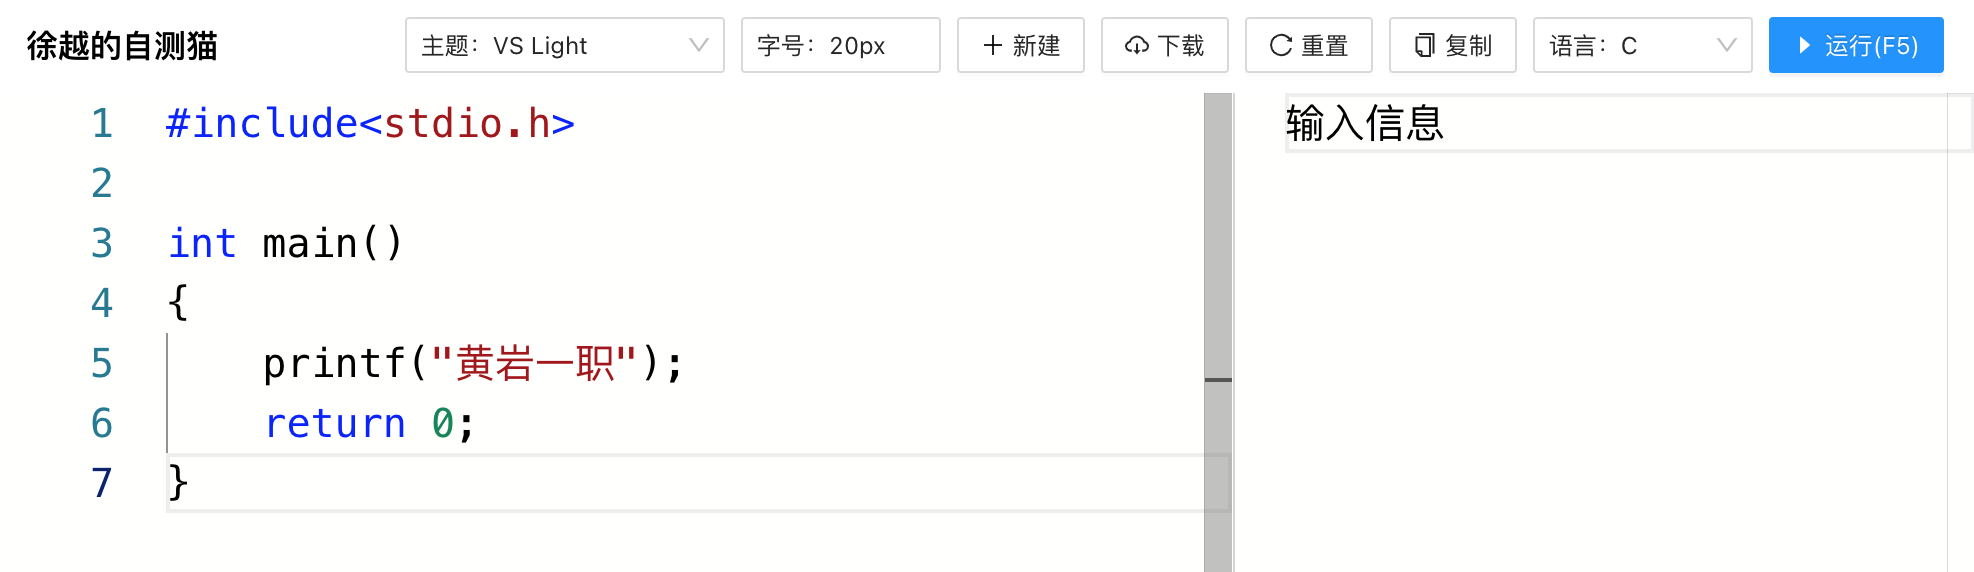 徐越的自测猫 主题：VS Light 字号：20px 新建 下载 重置 复制 语言：C 运行(F5)
1 #include<stdio.h>
2
3 int main()
4 {
5     printf("黄岩一职");
6     return 0;
7 }
输入信息